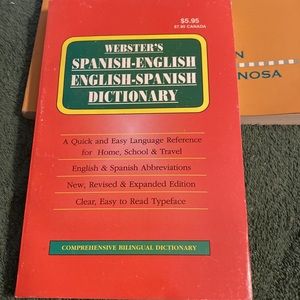 $5.95
$7.95 CANADA
WEBSTER'S
SPANISH-ENGLISH
ENGLISH-SPANISH
DICTIONARY
A Quick and Easy Language Reference
for Home, School & Travel
English & Spanish Abbreviations
New, Revised & Expanded Edition
Clear, Easy to Read Typeface
COMPREHENSIVE BILINGUAL DICTIONARY
N
NOSA